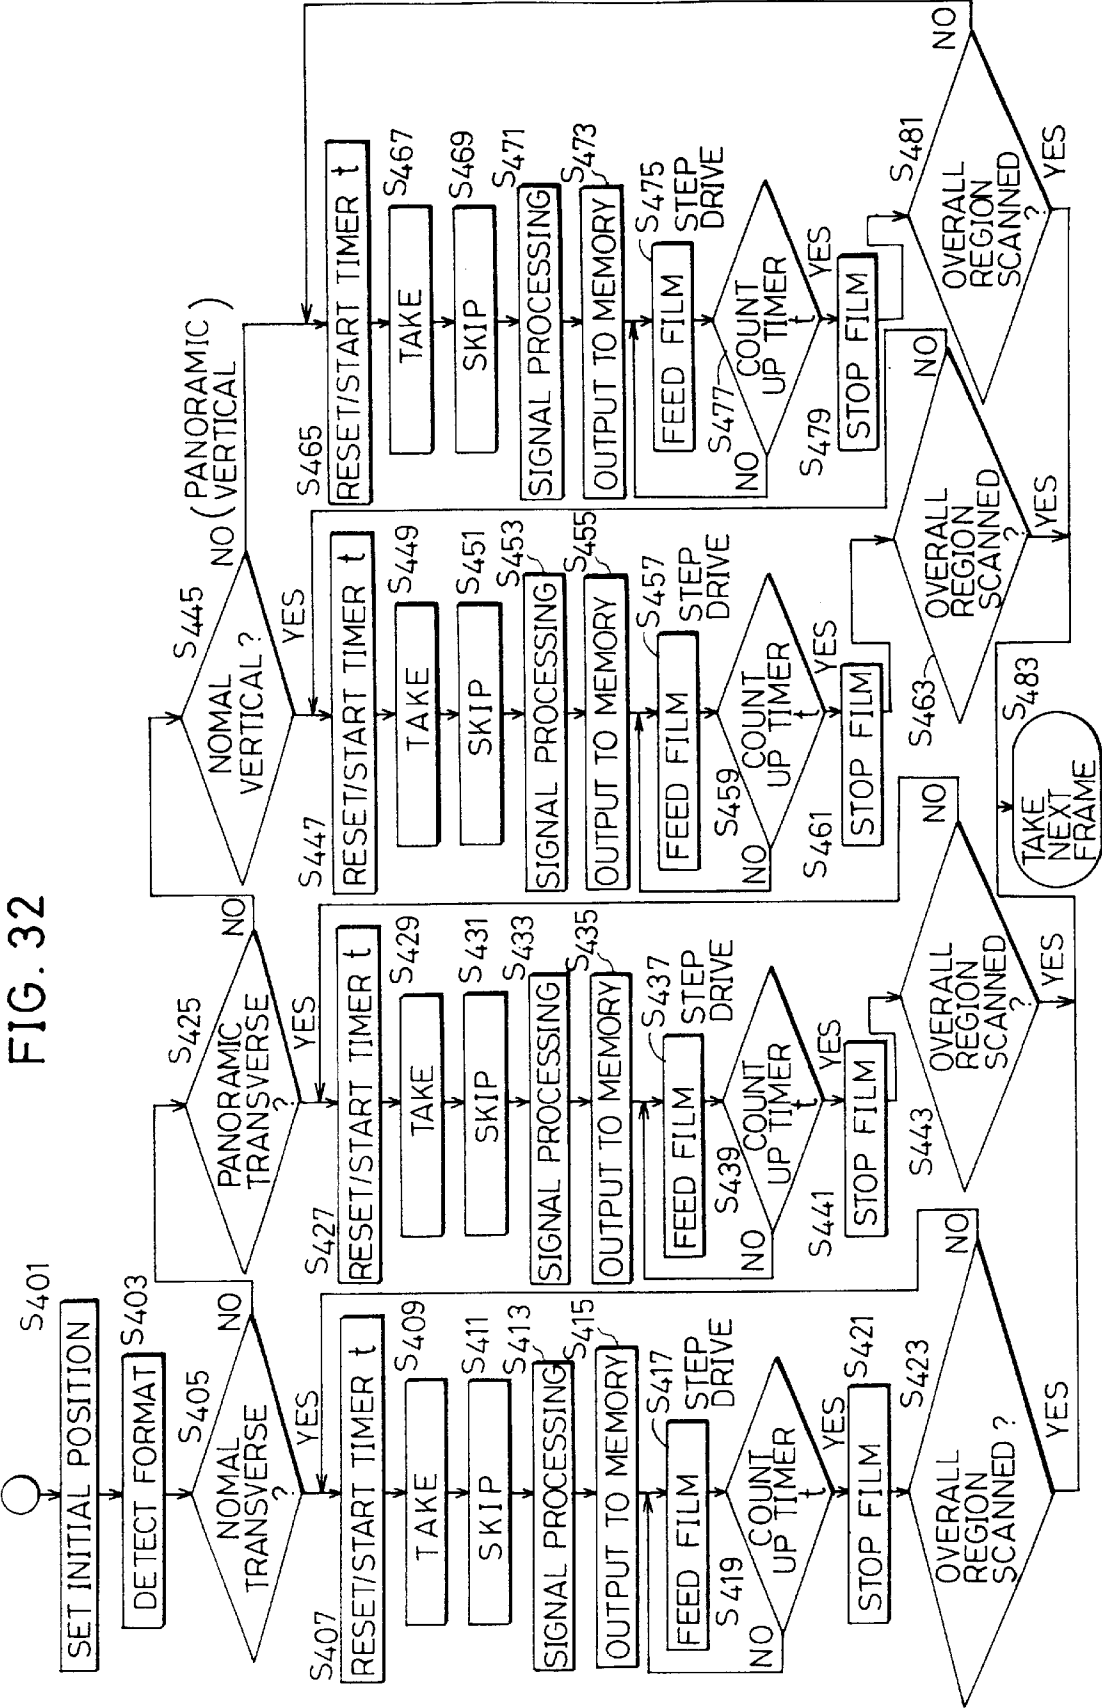 FIG. 32
S401
SET INITIAL POSITION
S403
DETECT FORMAT
S405
NOMAL
TRANSVERSE
?
NO
YES
S407
RESET/START TIMER t
S409
TAKE
S411
SKIP
S413
SIGNAL PROCESSING
S415
OUTPUT TO MEMORY
S417
FEED FILM
STEP
DRIVE
S419
COUNT
UP TIMER
t
NO
YES
S421
STOP FILM
S423
OVERALL
REGION
SCANNED ?
NO
YES
S425
PANORAMIC
TRANSVERSE
?
NO
YES
S427
RESET/START TIMER t
S429
TAKE
S431
SKIP
S433
SIGNAL PROCESSING
S435
OUTPUT TO MEMORY
S437
FEED FILM
STEP
DRIVE
S439
COUNT
UP TIMER
t
NO
YES
S441
STOP FILM
S443
OVERALL
REGION
SCANNED
?
NO
YES
S445
NOMAL
VERTICAL ?
NO (PANORAMIC
VERTICAL)
YES
S447
RESET/START TIMER t
S449
TAKE
S451
SKIP
S453
SIGNAL PROCESSING
S455
OUTPUT TO MEMORY
S457
FEED FILM
STEP
DRIVE
S459
COUNT
UP TIMER
t
NO
YES
S461
STOP FILM
S463
OVERALL
REGION
SCANNED
?
NO
YES
S465
RESET/START TIMER t
S467
TAKE
S469
SKIP
S471
SIGNAL PROCESSING
S473
OUTPUT TO MEMORY
S475
FEED FILM
STEP
DRIVE
S477
COUNT
UP TIMER
t
NO
YES
S479
STOP FILM
S481
OVERALL
REGION
SCANNED
?
NO
YES
S483
TAKE
NEXT
FRAME